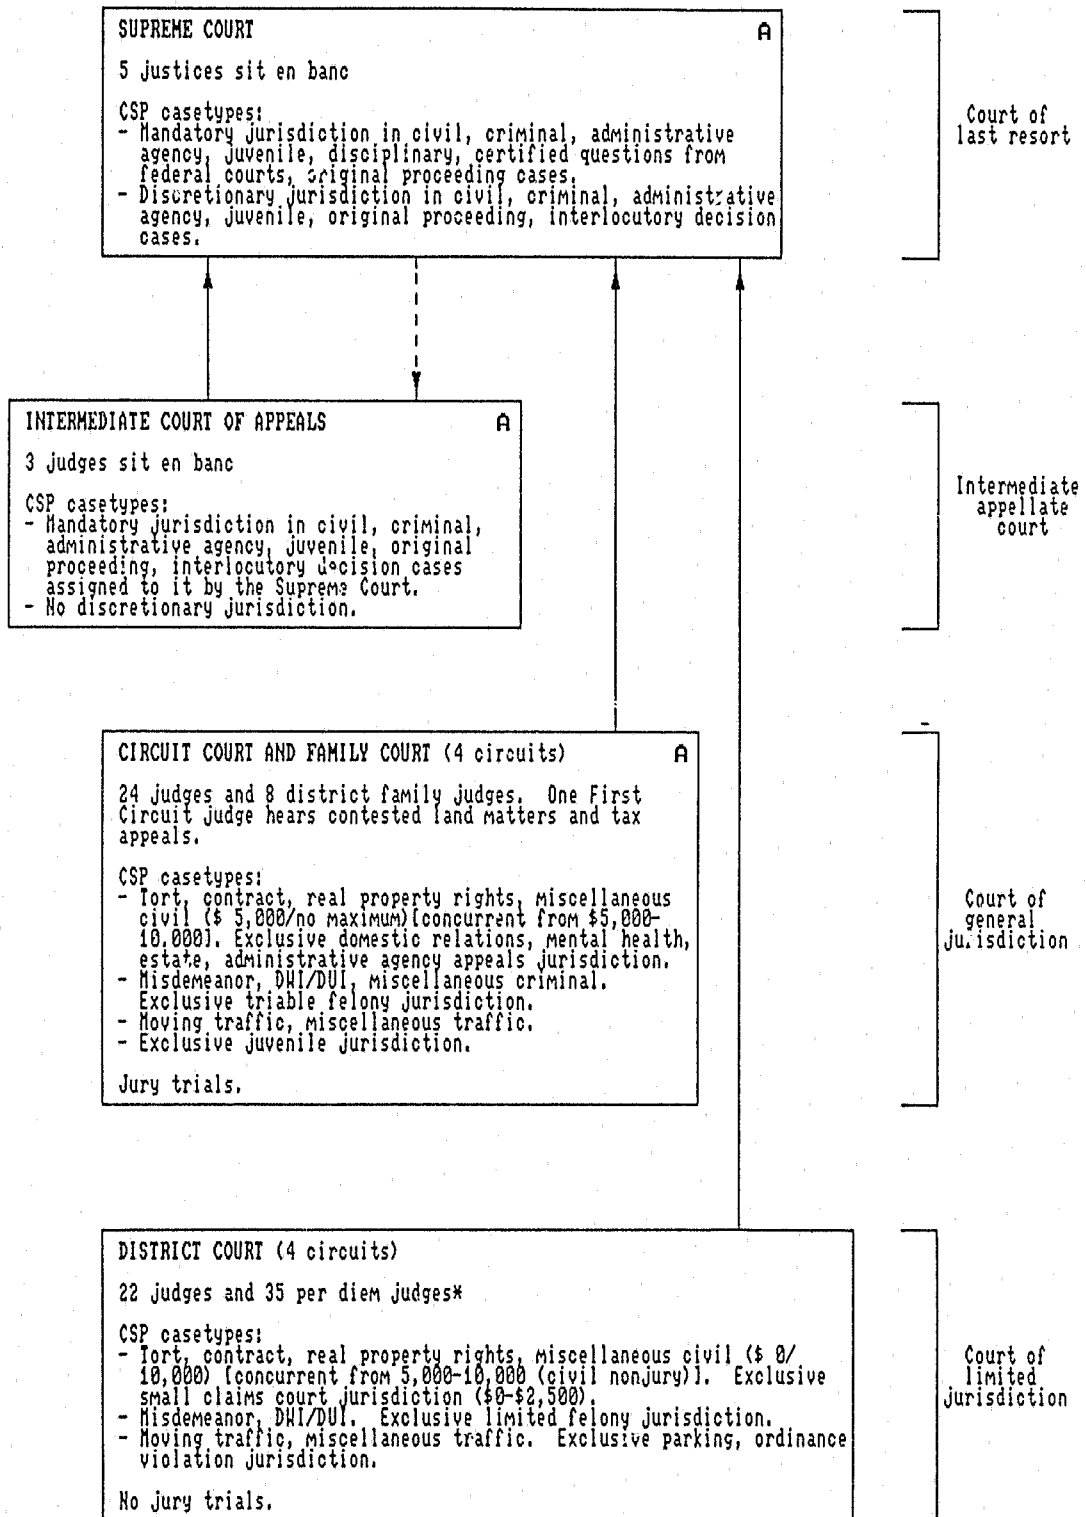 SUPREME COURT A
5 justices sit en banc
CSP casetypes:
- Mandatory jurisdiction in civil, criminal, administrative
agency, juvenile, disciplinary, certified questions from
federal courts, original proceeding cases.
- Discretionary jurisdiction in civil, criminal, administrative
agency, juvenile, original proceeding, interlocutory decision
cases.
Court of
last resort
INTERMEDIATE COURT OF APPEALS A
3 judges sit en banc
CSP casetypes:
- Mandatory jurisdiction in civil, criminal,
administrative agency, juvenile, original
proceeding, interlocutory decision cases
assigned to it by the Supreme Court.
- No discretionary jurisdiction.
Intermediate
appellate
court
CIRCUIT COURT AND FAMILY COURT (4 circuits) A
24 judges and 8 district family judges. One First
Circuit judge hears contested land matters and tax
appeals.
CSP casetypes:
- Tort, contract, real property rights, miscellaneous
civil ($ 5,000/no maximum)[concurrent from $5,000-
10,000]. Exclusive domestic relations, mental health,
estate, administrative agency appeals jurisdiction.
- Misdemeanor, DWI/DUI, miscellaneous criminal.
Exclusive triable felony jurisdiction.
- Moving traffic, miscellaneous traffic.
- Exclusive juvenile jurisdiction.
Jury trials.
Court of
general
jurisdiction
DISTRICT COURT (4 circuits)
22 judges and 35 per diem judges*
CSP casetypes:
- Tort, contract, real property rights, miscellaneous civil ($ 0/
10,000) [concurrent from 5,000-10,000 (civil nonjury)]. Exclusive
small claims court jurisdiction ($0-$2,500).
- Misdemeanor, DWI/DUI. Exclusive limited felony jurisdiction.
- Moving traffic, miscellaneous traffic. Exclusive parking, ordinance
violation jurisdiction.
No jury trials.
Court of
limited
jurisdiction